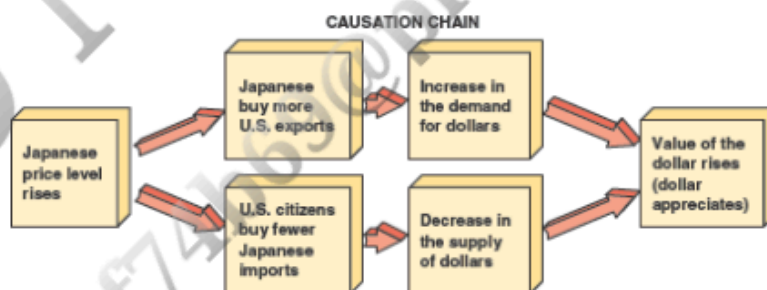 CAUSATION CHAIN
Japanese
price level
rises
Japanese
buy more
U.S. exports
Increase in
the demand
for dollars
U.S. citizens
buy fewer
Japanese
imports
Decrease in
the supply
of dollars
Value of the
dollar rises
(dollar
appreciates)